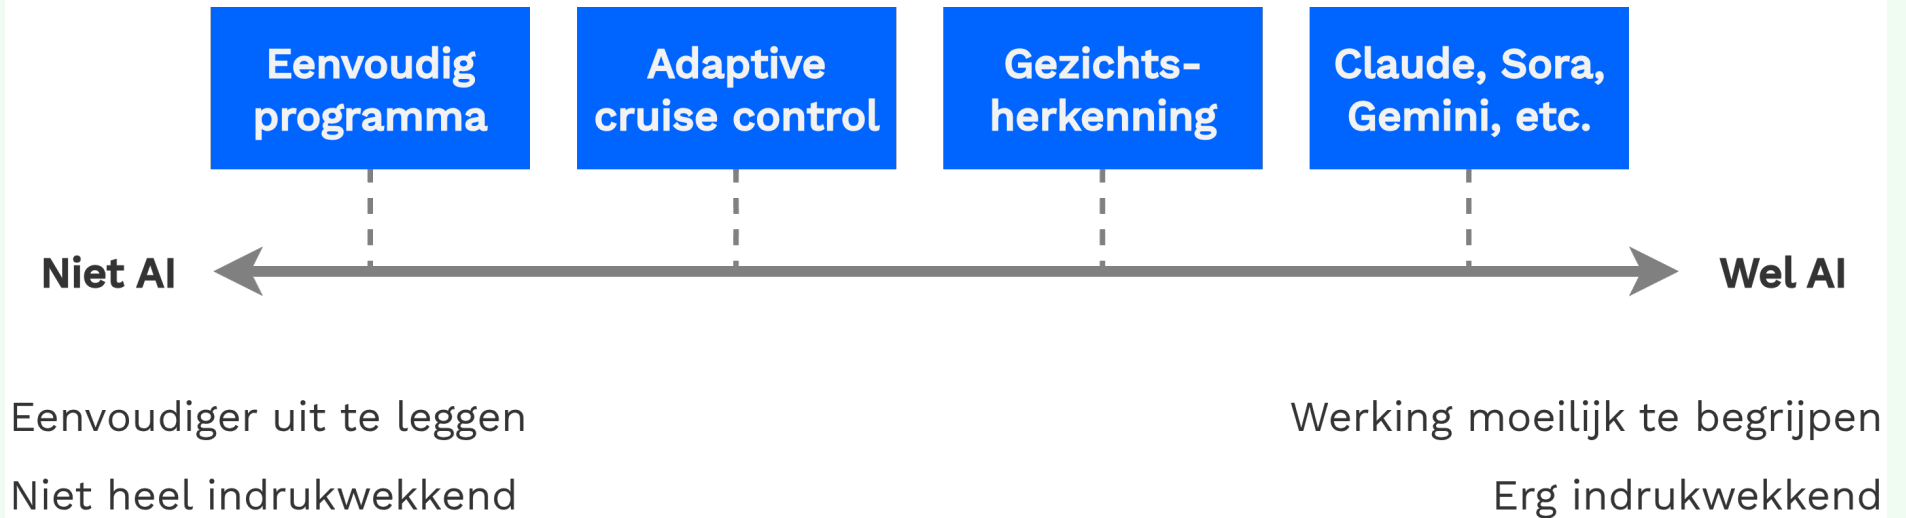 Eenvoudig
programma
Adaptive
cruise control
Gezichts-
herkenning
Claude, Sora,
Gemini, etc.
Niet AI
Wel AI
Eenvoudiger uit te leggen
Werking moeilijk te begrijpen
Niet heel indrukwekkend
Erg indrukwekkend